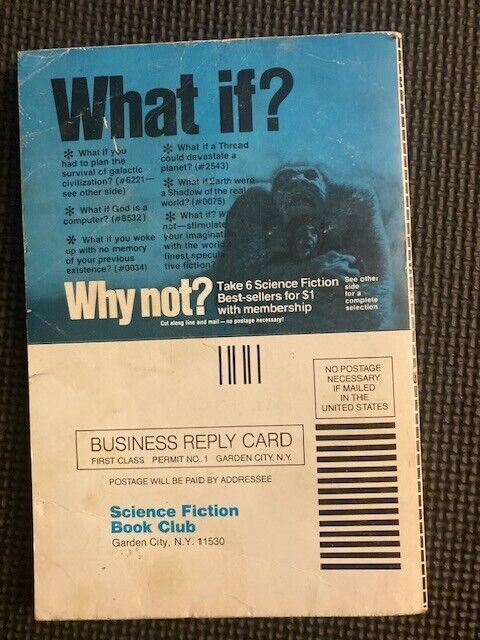 What if?
* What if you
had to plan the
survival of galactic
civilization? (#6221—
see other side)
* What if God is a
computer? (#8532)
* What if you woke
up with no memory
of your previous
existence? (#0034)
* What if a Thread
could devastate a
planet? (#2543)
* What if Earth were
a Shadow of the real
world? (#0075)
* What if? W
not—stimulate
your imaginat
with the world
finest specula
tive fiction?
Why not?
Take 6 Science Fiction
Best-sellers for $1
with membership
See other
side
for a
complete
selection
Cut along line and mail — no postage necessary!
NO POSTAGE
NECESSARY
IF MAILED
IN THE
UNITED STATES
BUSINESS REPLY CARD
FIRST CLASS PERMIT NO. 1 GARDEN CITY, N.Y.
POSTAGE WILL BE PAID BY ADDRESSEE
Science Fiction
Book Club
Garden City, N.Y. 11530